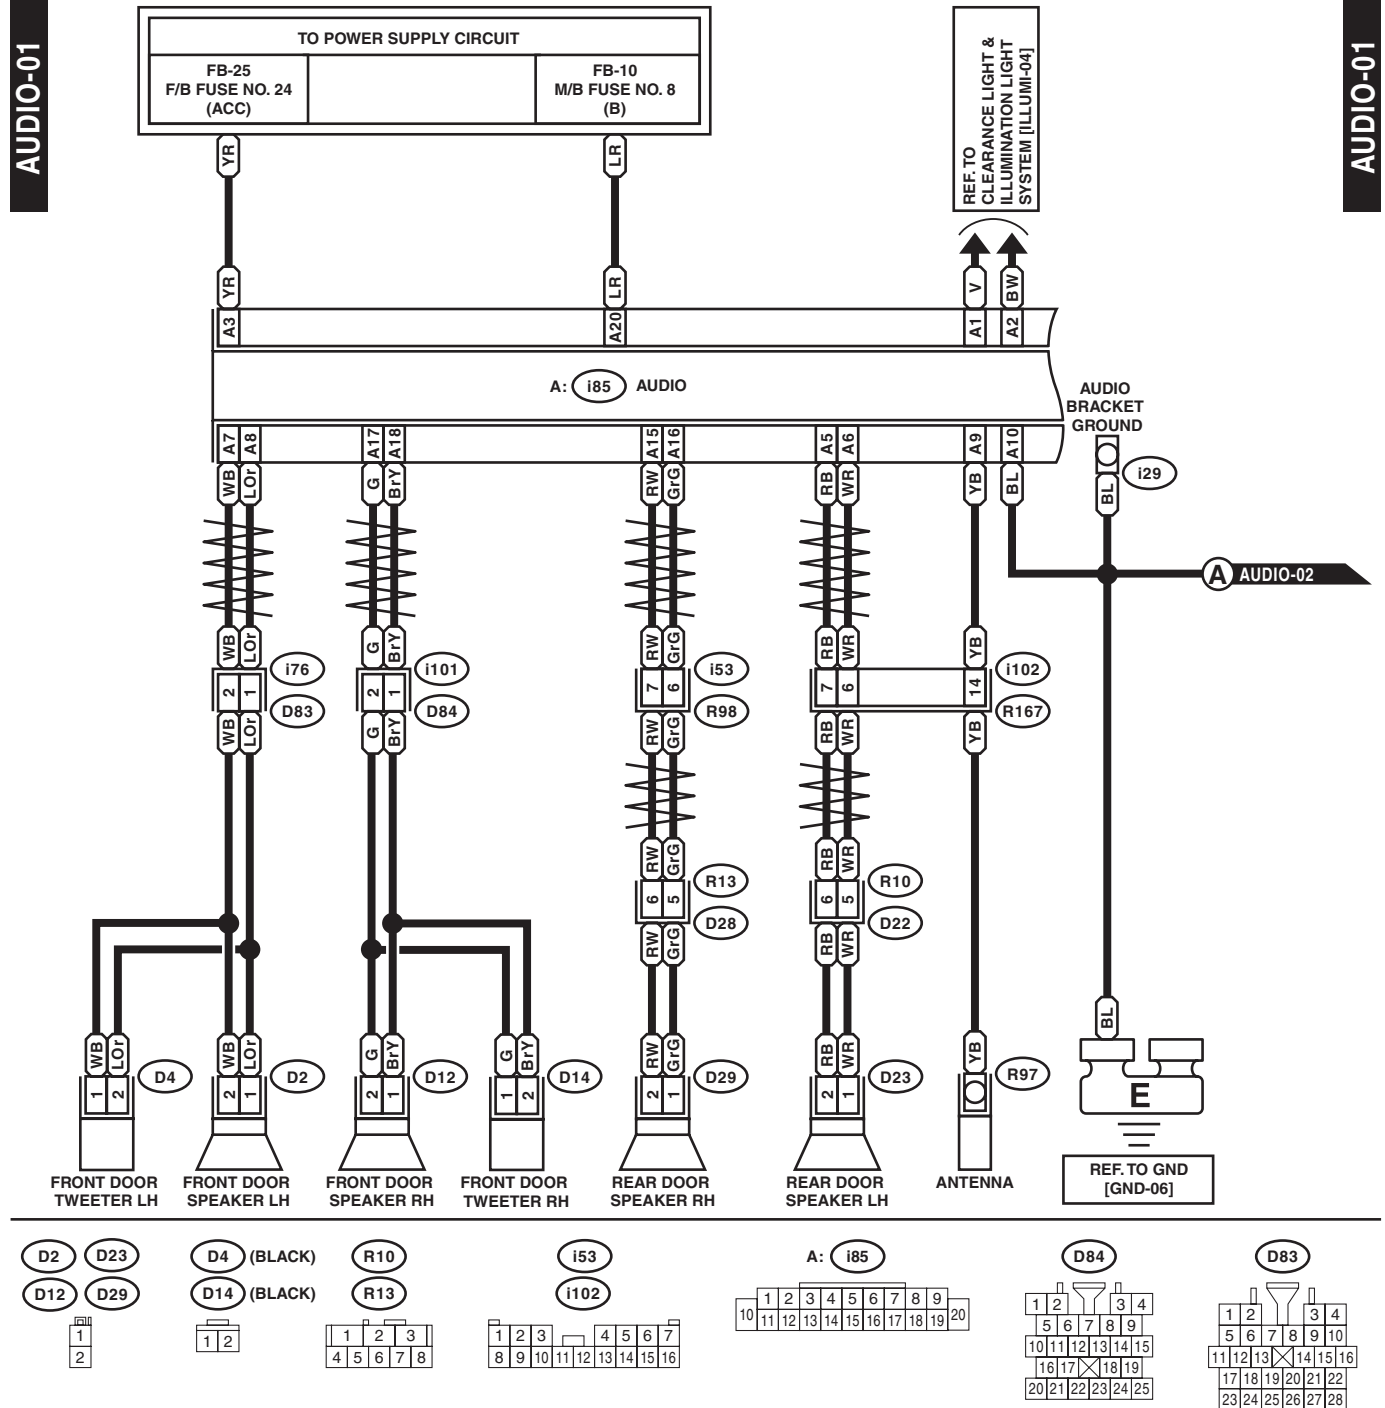 AUDIO-01
AUDIO-01
TO POWER SUPPLY CIRCUIT
FB-25
F/B FUSE NO. 24
(ACC)
FB-10
M/B FUSE NO. 8
(B)
REF. TO
CLEARANCE LIGHT &
ILLUMINATION LIGHT
SYSTEM [ILLUMI-04]
YR LR
YR LR V BW
A3 A20 A1 A2
A: i85 AUDIO
AUDIO
BRACKET
GROUND
A7 A8 A17 A18 A15 A16 A5 A6 A9 A10
i29
WB LOr G BrY RW GrG RB WR YB BL BL
A AUDIO-02
WB LOr G BrY RW GrG RB WR YB
i76 i101 i53 i102
2 1 2 1 7 6 7 6 14
D83 D84 R98 R167
WB LOr G BrY RW GrG RB WR YB
RW GrG RB WR
R13 R10
6 5 6 5
D28 D22
RW GrG RB WR
BL
WB LOr WB LOr G BrY G BrY RW GrG RB WR YB
D4 D2 D12 D14 D29 D23 R97
1 2 2 1 2 1 1 2 2 1 2 1
E
FRONT DOOR
TWEETER LH
FRONT DOOR
SPEAKER LH
FRONT DOOR
SPEAKER RH
FRONT DOOR
TWEETER RH
REAR DOOR
SPEAKER RH
REAR DOOR
SPEAKER LH
ANTENNA
REF. TO GND
[GND-06]
D2 D23
D12 D29
1
2
D4 (BLACK)
D14 (BLACK)
1 2
R10
R13
1 2 3
4 5 6 7 8
i53
i102
1 2 3 4 5 6 7
8 9 10 11 12 13 14 15 16
A: i85
1 2 3 4 5 6 7 8 9
10 11 12 13 14 15 16 17 18 19 20
D84
1 2 3 4
5 6 7 8 9
10 11 12 13 14 15
16 17 18 19
20 21 22 23 24 25
D83
1 2 3 4
5 6 7 8 9 10
11 12 13 14 15 16
17 18 19 20 21 22
23 24 25 26 27 28